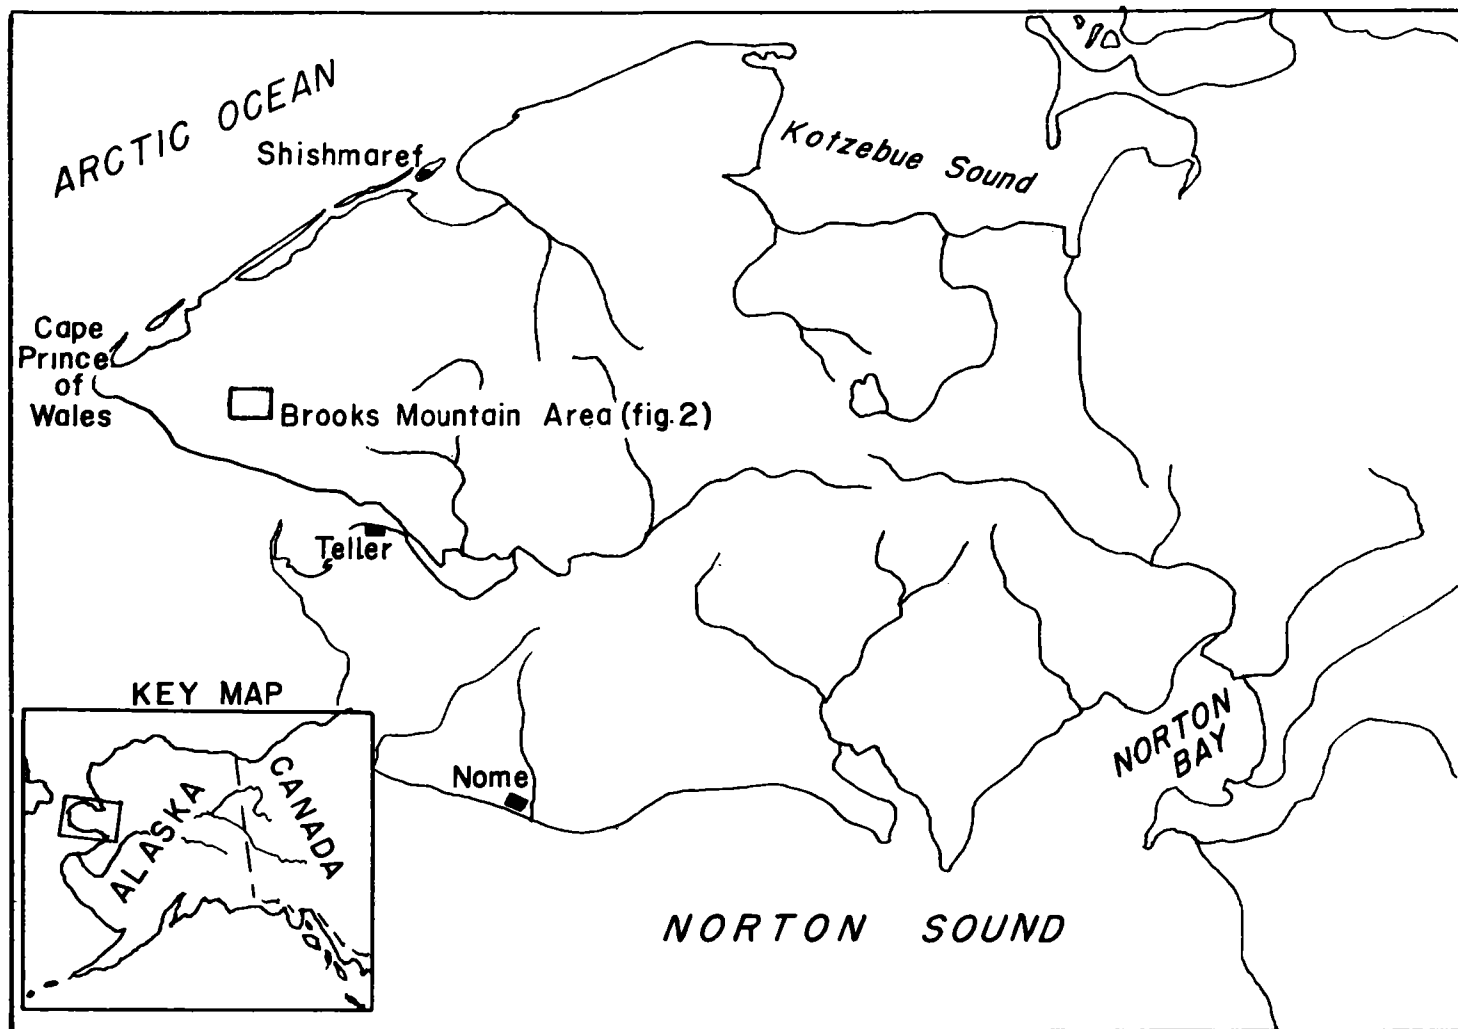 ARCTIC OCEAN
Shishmaref
Kotzebue Sound
Cape
Prince
of
Wales
Brooks Mountain Area (fig. 2)
Teller
KEY MAP
ALASKA
CANADA
Nome
NORTON
BAY
NORTON SOUND